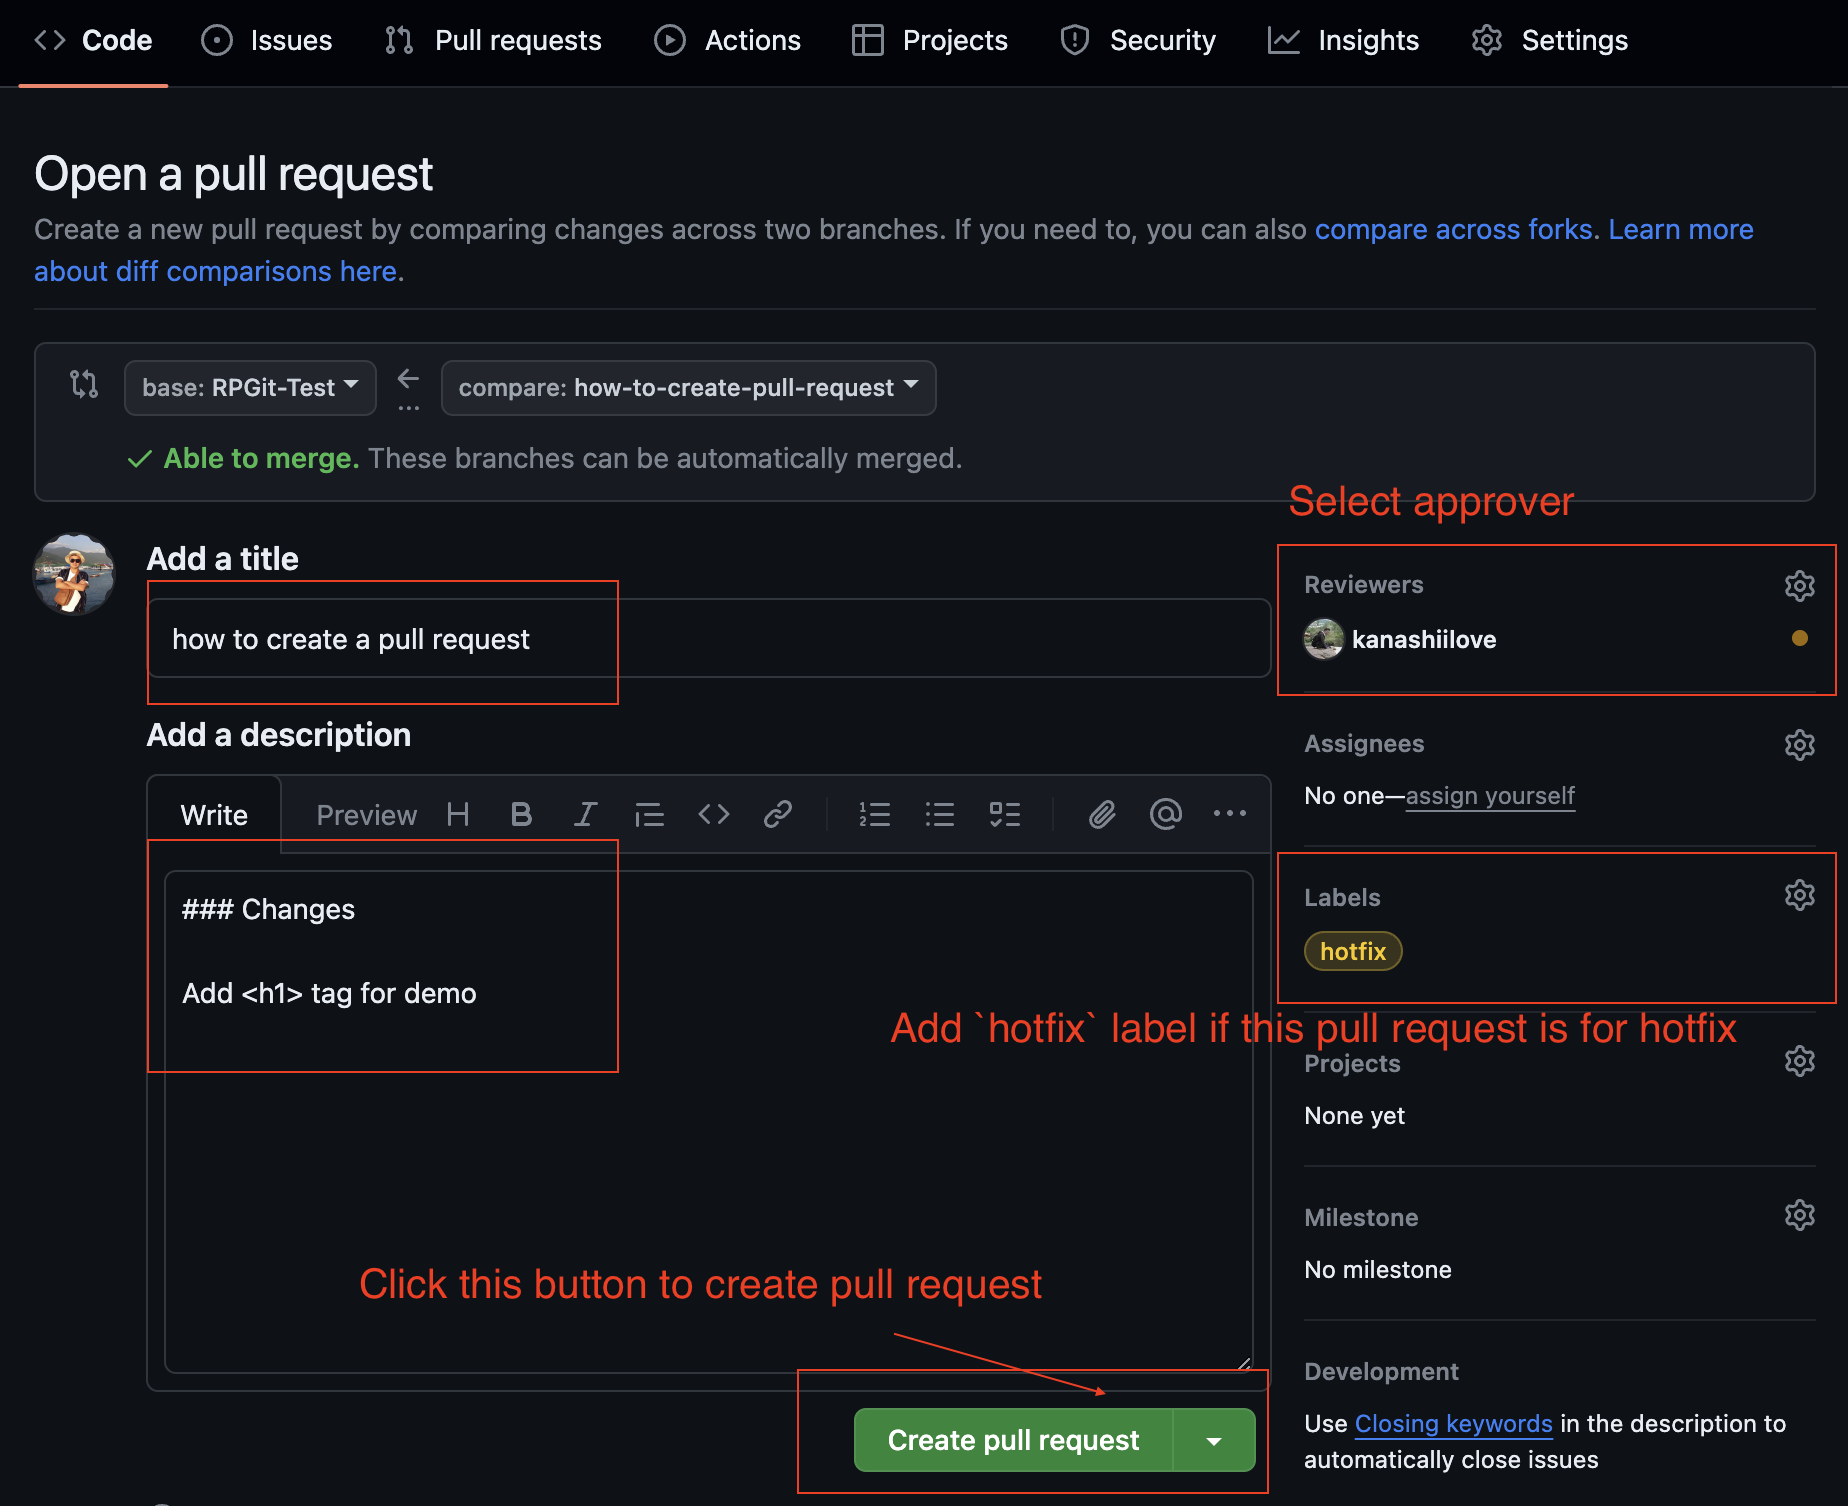 Code Issues Pull requests Actions Projects Security Insights Settings
Open a pull request
Create a new pull request by comparing changes across two branches. If you need to, you can also compare across forks. Learn more
about diff comparisons here.
base: RPGit-Test compare: how-to-create-pull-request
Able to merge. These branches can be automatically merged.
Select approver
Add a title
how to create a pull request
Reviewers
kanashiilove
Add a description
Assignees
No one—assign yourself
Write Preview
### Changes
Add <h1> tag for demo
Labels
hotfix
Add `hotfix` label if this pull request is for hotfix
Projects
None yet
Milestone
No milestone
Click this button to create pull request
Development
Use Closing keywords in the description to
automatically close issues
Create pull request